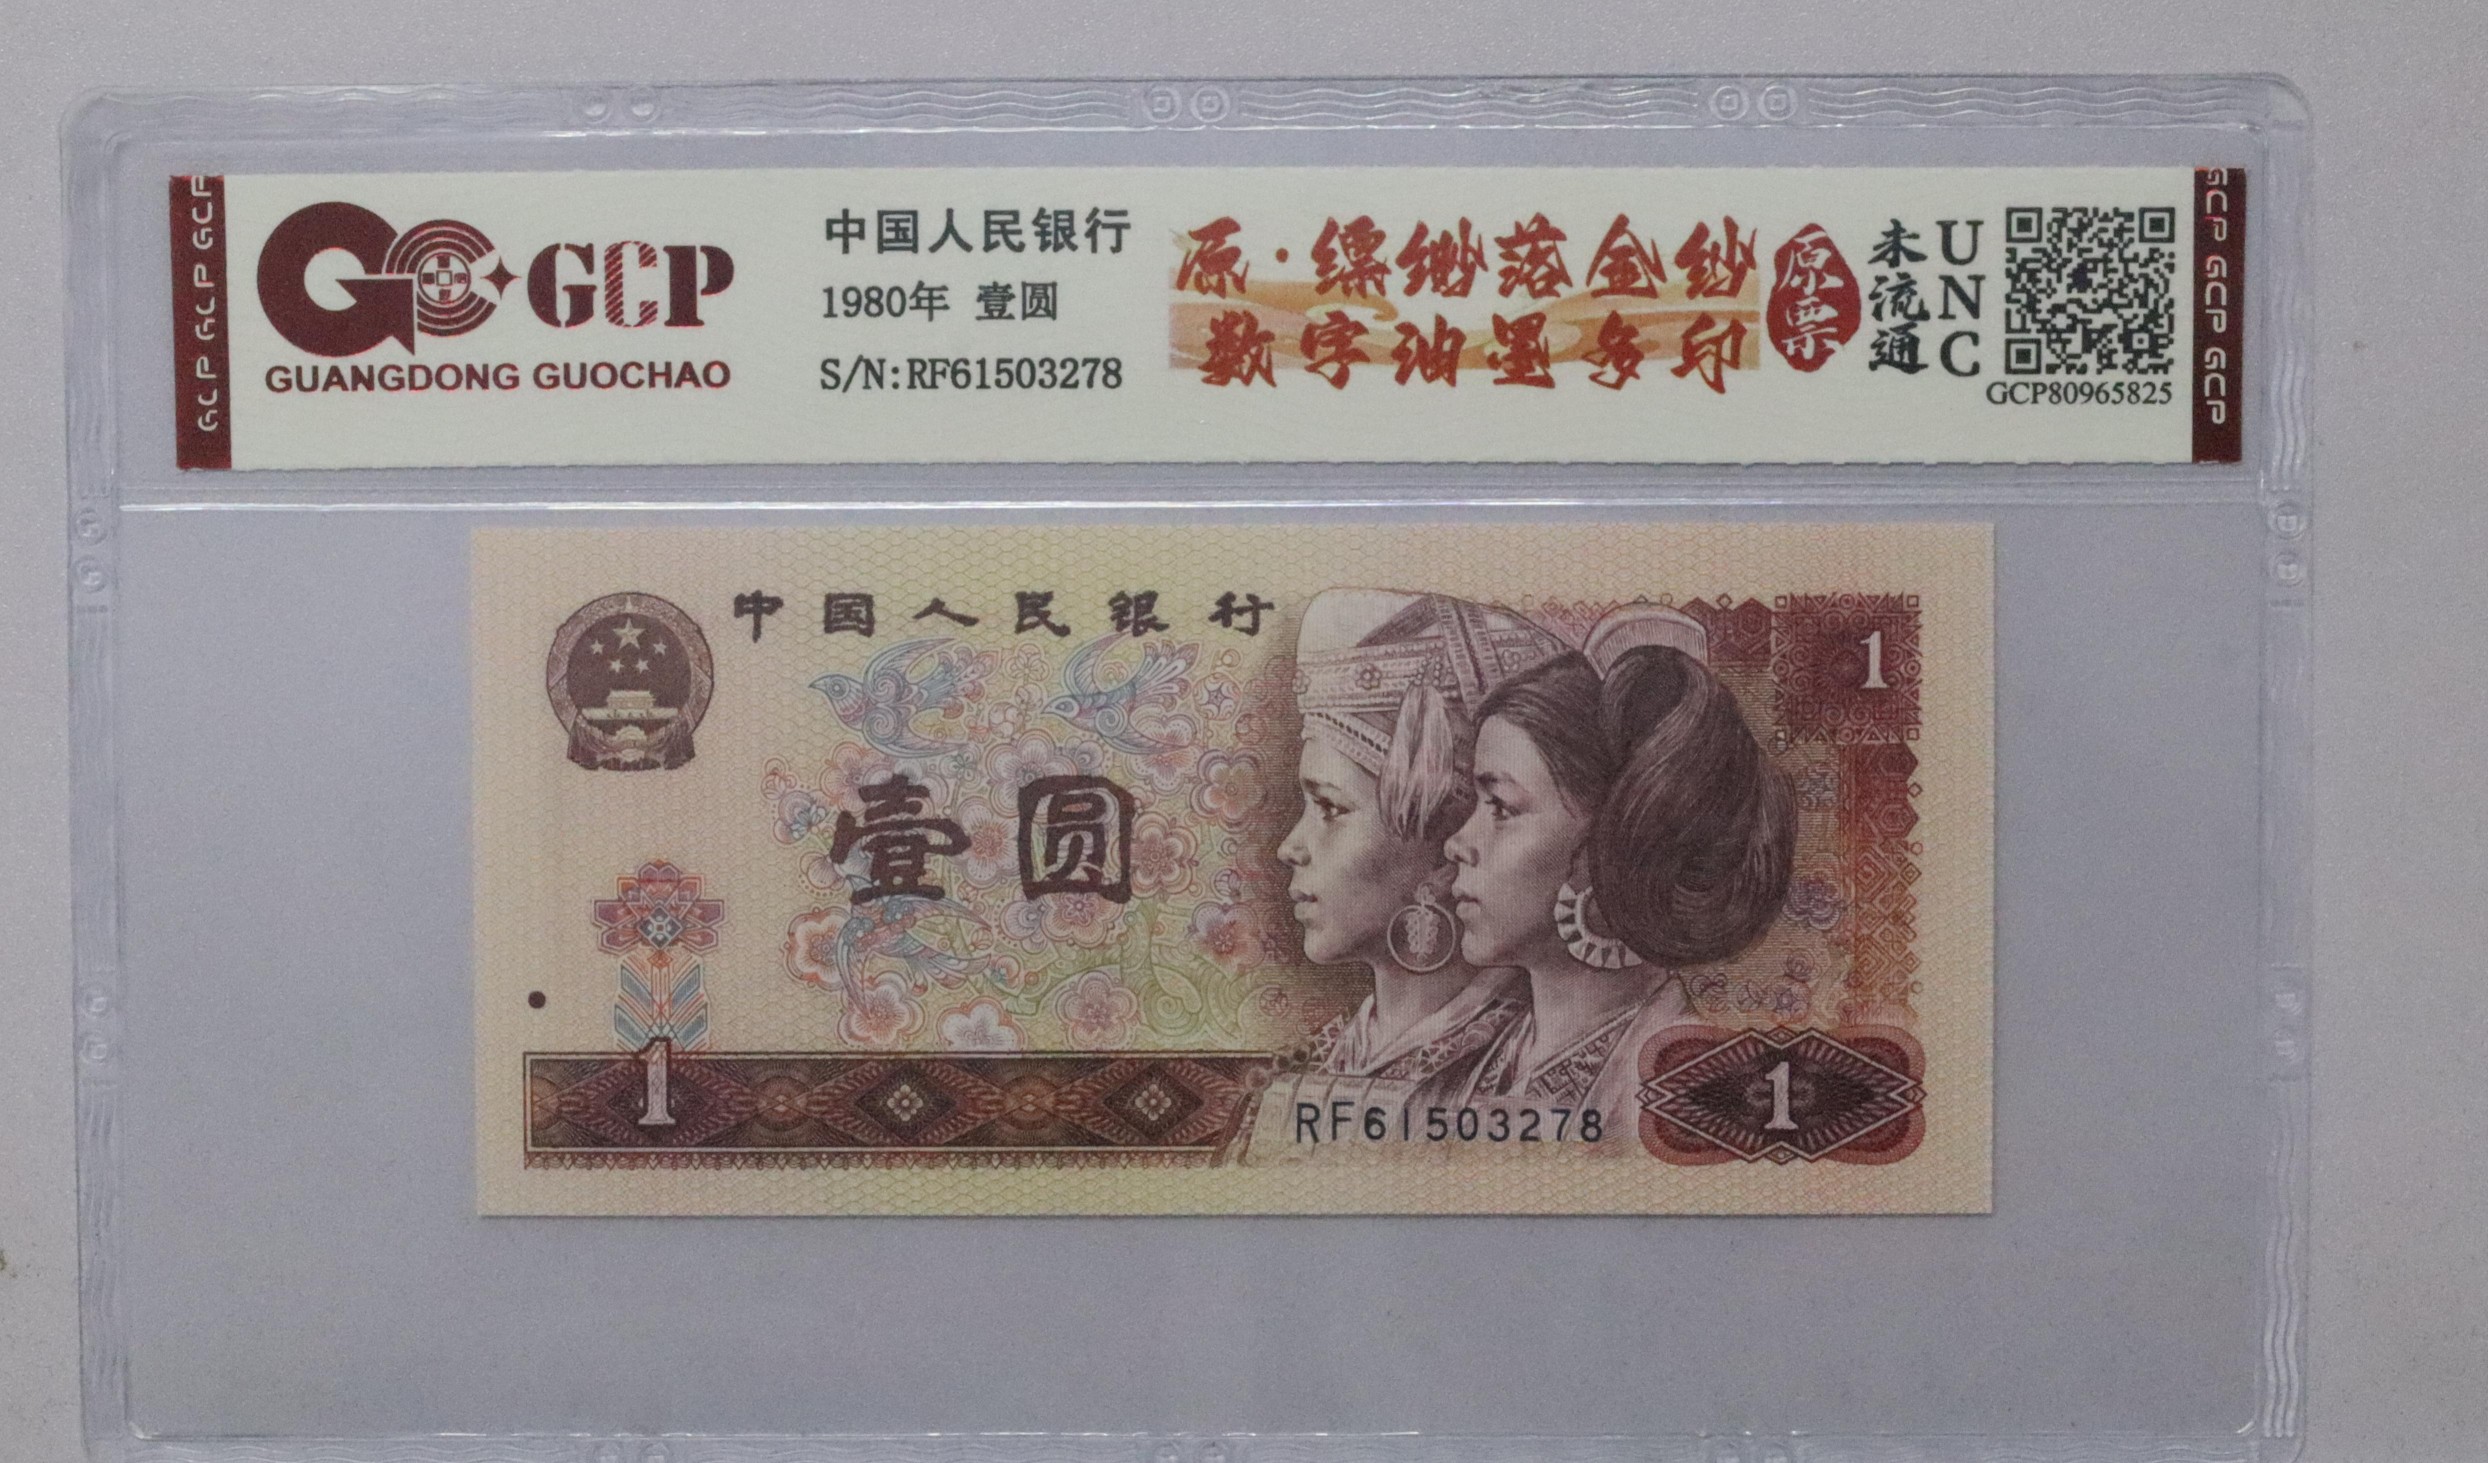 GCP GCP GCP GCP
GCP
GUANGDONG GUOCHAO
中国人民银行
1980年 壹圆
S/N:RF61503278
原·缥缈落金纱
数字油墨多印
原票
未流通
UNC
GCP80965825
GCP GCP GCP GCP
中国人民银行
1
壹圆
1
RF61503278
1